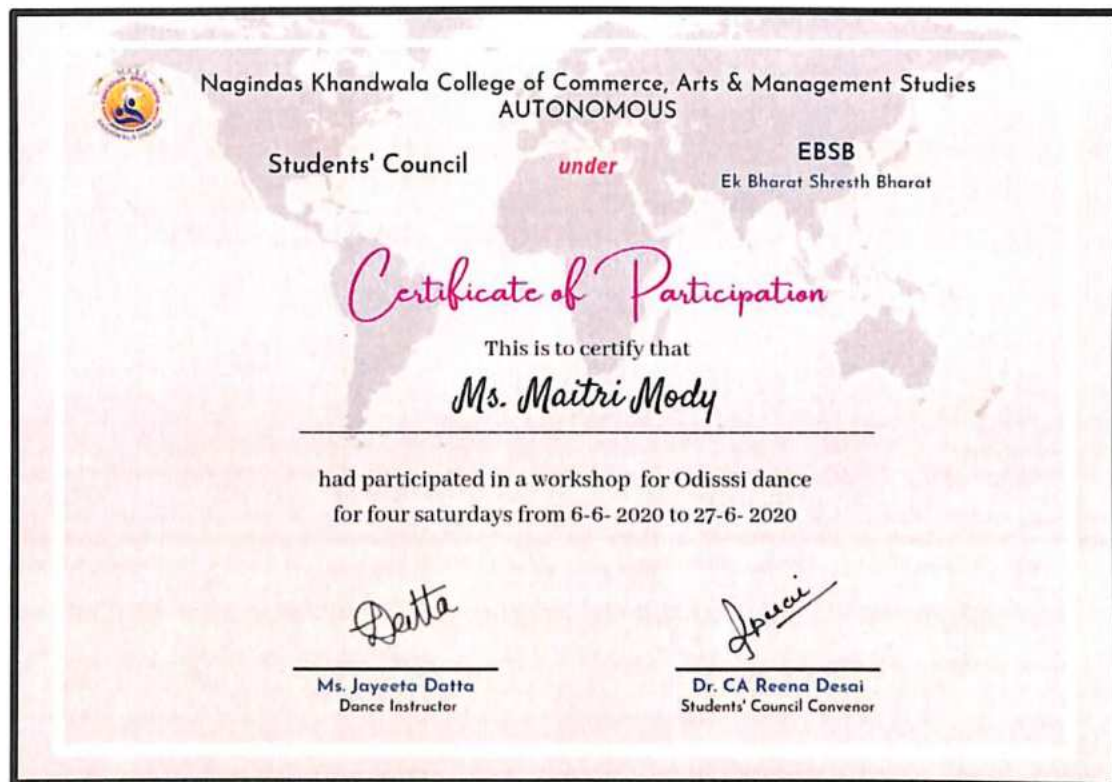 Nagindas Khandwala College of Commerce, Arts & Management Studies
AUTONOMOUS
Students' Council under EBSB
Ek Bharat Shresth Bharat
Certificate of Participation
This is to certify that
Ms. Maitri Mody
had participated in a workshop for Odisssi dance
for four saturdays from 6-6- 2020 to 27-6- 2020
Datta
Ms. Jayeeta Datta
Dance Instructor
Dr. CA Reena Desai
Students' Council Convenor